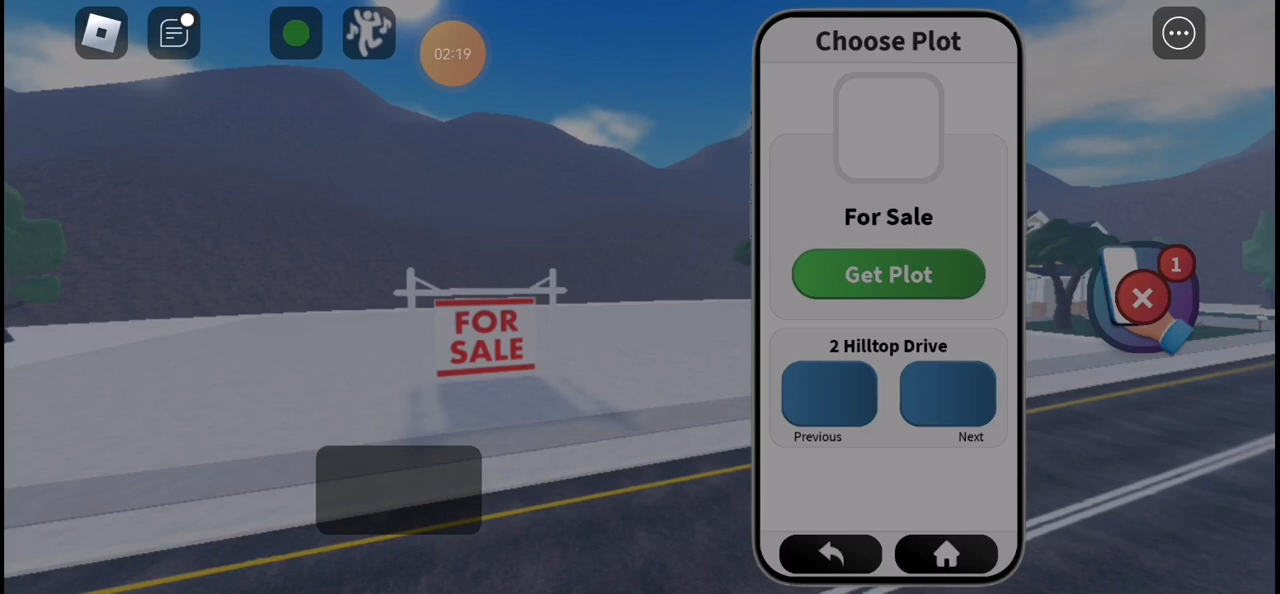 02:19
Choose Plot
For Sale
Get Plot
1
FOR
SALE
2 Hilltop Drive
Previous
Next